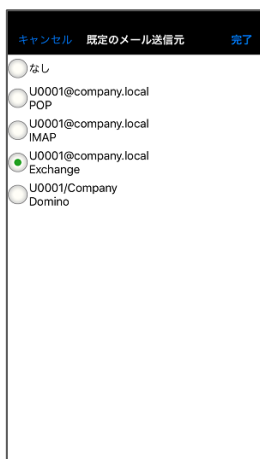 キャンセル 既定のメール送信元 完了
なし
U0001@company.local
POP
U0001@company.local
IMAP
U0001@company.local
Exchange
U0001/Company
Domino